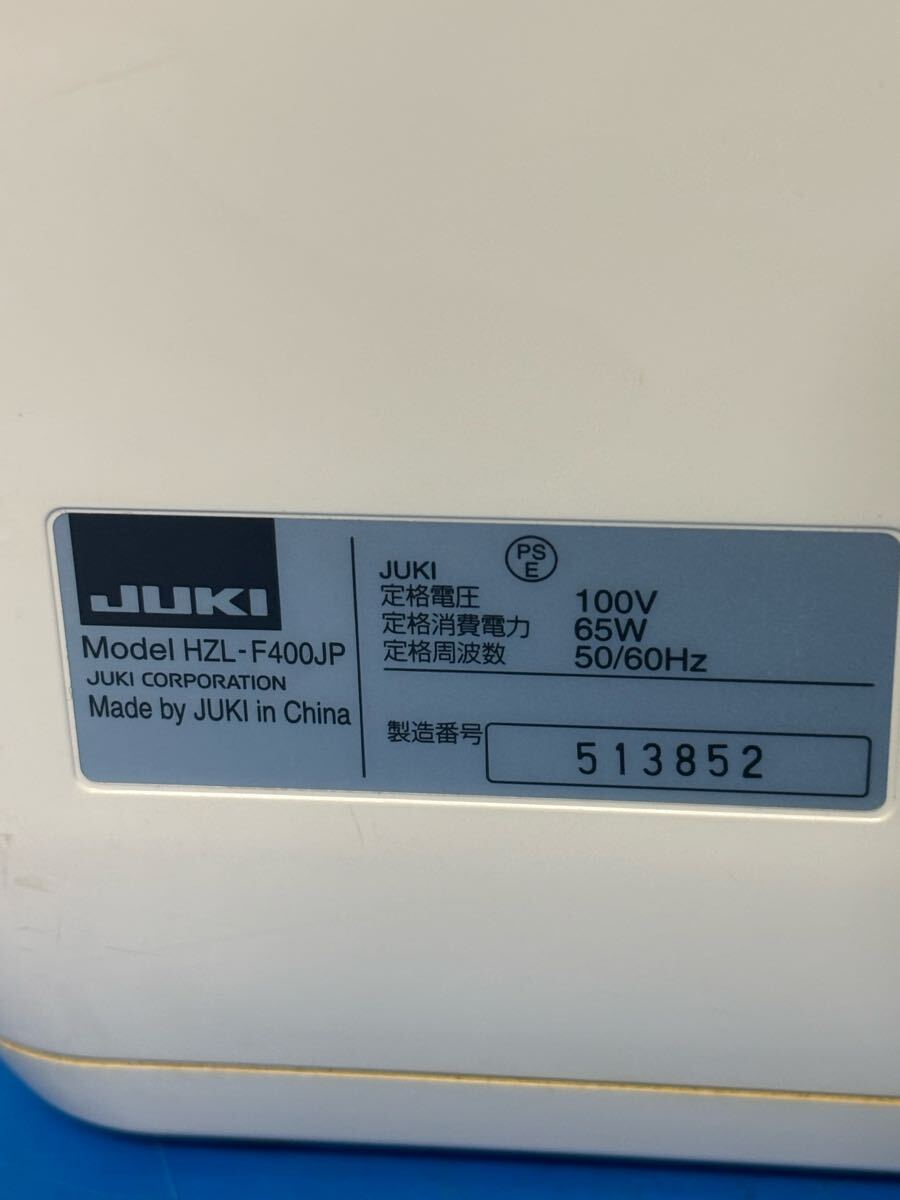 JUKI
Model HZL-F400JP
JUKI CORPORATION
Made by JUKI in China
JUKI
PS
E
定格電圧 100V
定格消費電力 65W
定格周波数 50/60Hz
製造番号 513852